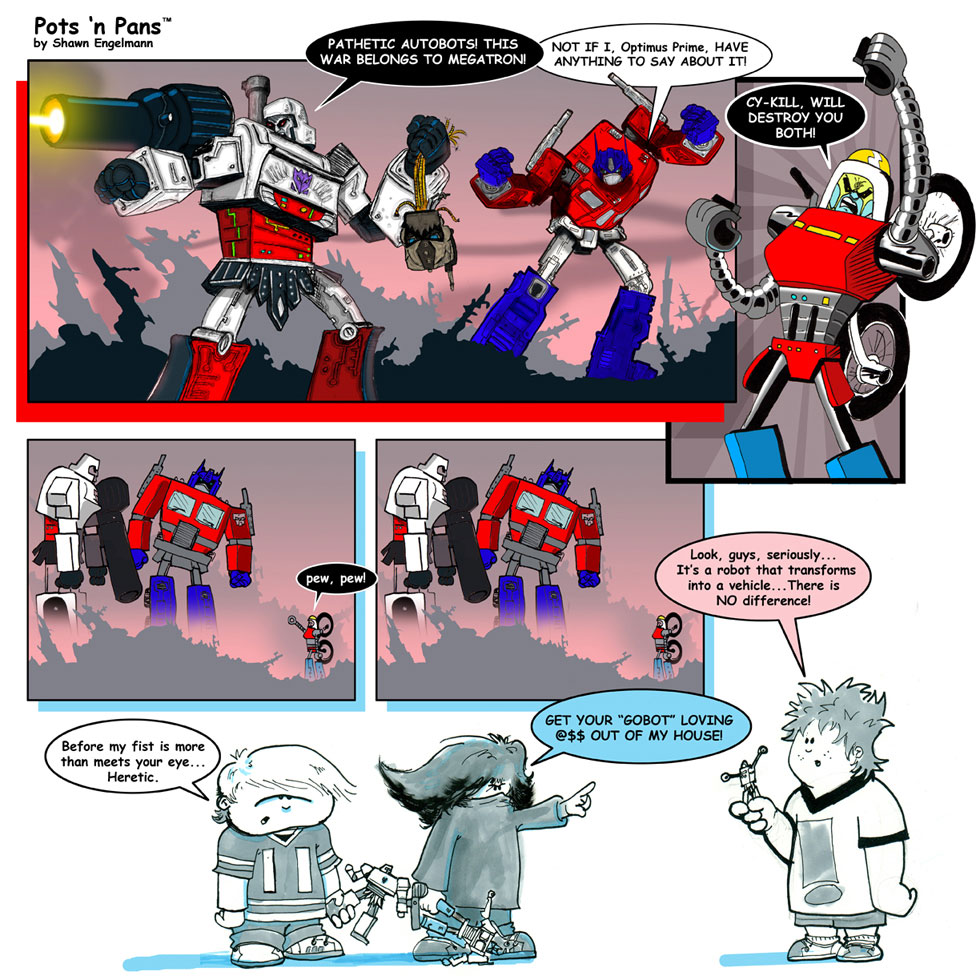 Pots 'n Pans™
by Shawn Engelmann
PATHETIC AUTOBOTS! THIS
WAR BELONGS TO MEGATRON!
NOT IF I, Optimus Prime, HAVE
ANYTHING TO SAY ABOUT IT!
CY-KILL, WILL
DESTROY YOU
BOTH!
pew, pew!
Look, guys, seriously...
It's a robot that transforms
into a vehicle...There is
NO difference!
GET YOUR "GOBOT" LOVING
@$$ OUT OF MY HOUSE!
Before my fist is more
than meets your eye...
Heretic.
11